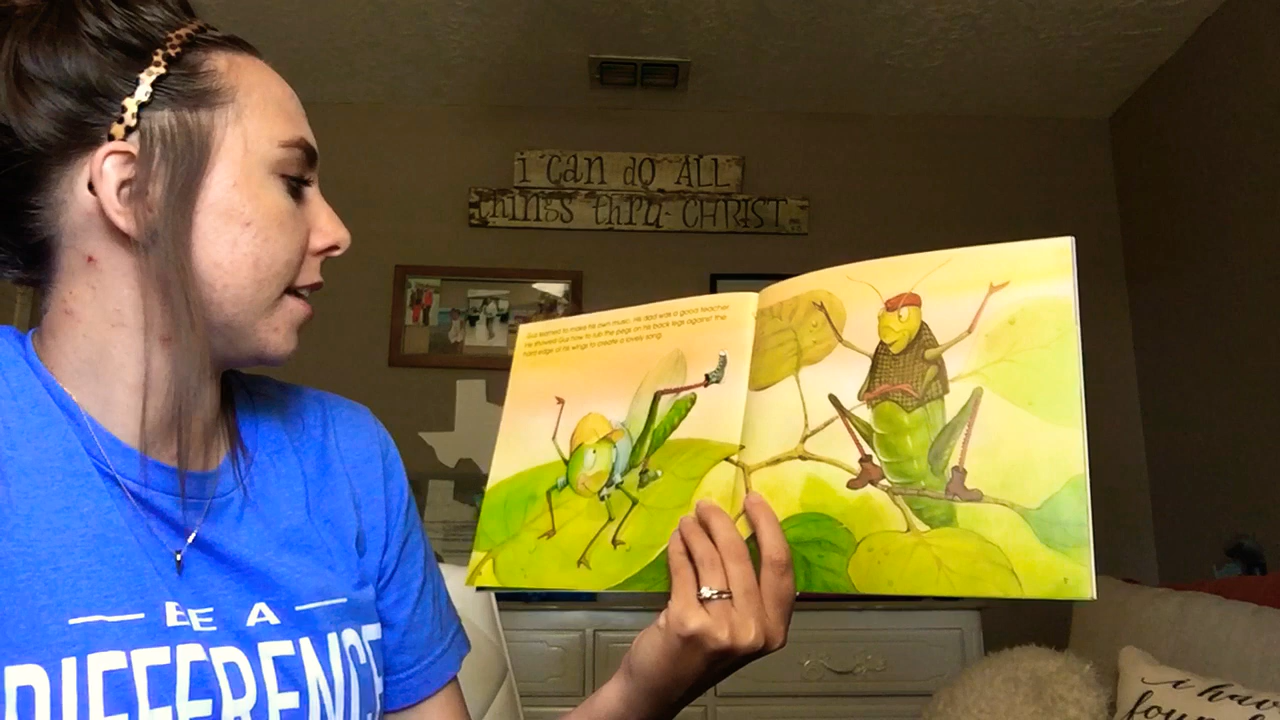 i CAN dO ALL
things thru CHRIST
Gus learned to make his own music. His dad was a good teacher.
He showed Gus how to rub the pegs on his back legs against the
hard edge of his wings to create a lovely song.
BE A
DIFFERENCE
i have